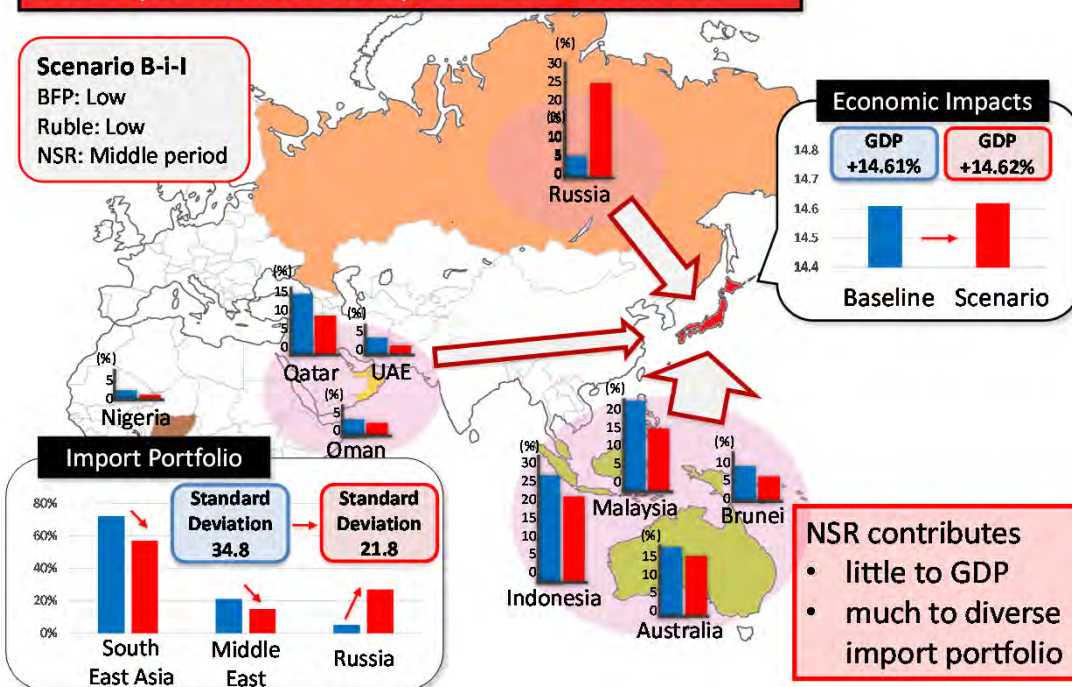 Scenario B-i-I
BFP: Low
Ruble: Low
NSR: Middle period
(%)
30
25
20
15
10
5
0
Russia
Economic Impacts
GDP
+14.61%
GDP
+14.62%
14.8
14.7
14.6
14.5
14.4
Baseline
Scenario
(%)
15
10
5
0
Qatar
(%)
5
0
UAE
(%)
5
0
Oman
(%)
5
0
Nigeria
Import Portfolio
Standard
Deviation
34.8
Standard
Deviation
21.8
80%
60%
40%
20%
0%
South
East Asia
Middle
East
Russia
(%)
30
25
20
15
10
5
0
Indonesia
(%)
20
15
10
5
0
Malaysia
(%)
10
5
0
Brunei
15
10
5
0
Australia
NSR contributes
• little to GDP
• much to diverse
import portfolio